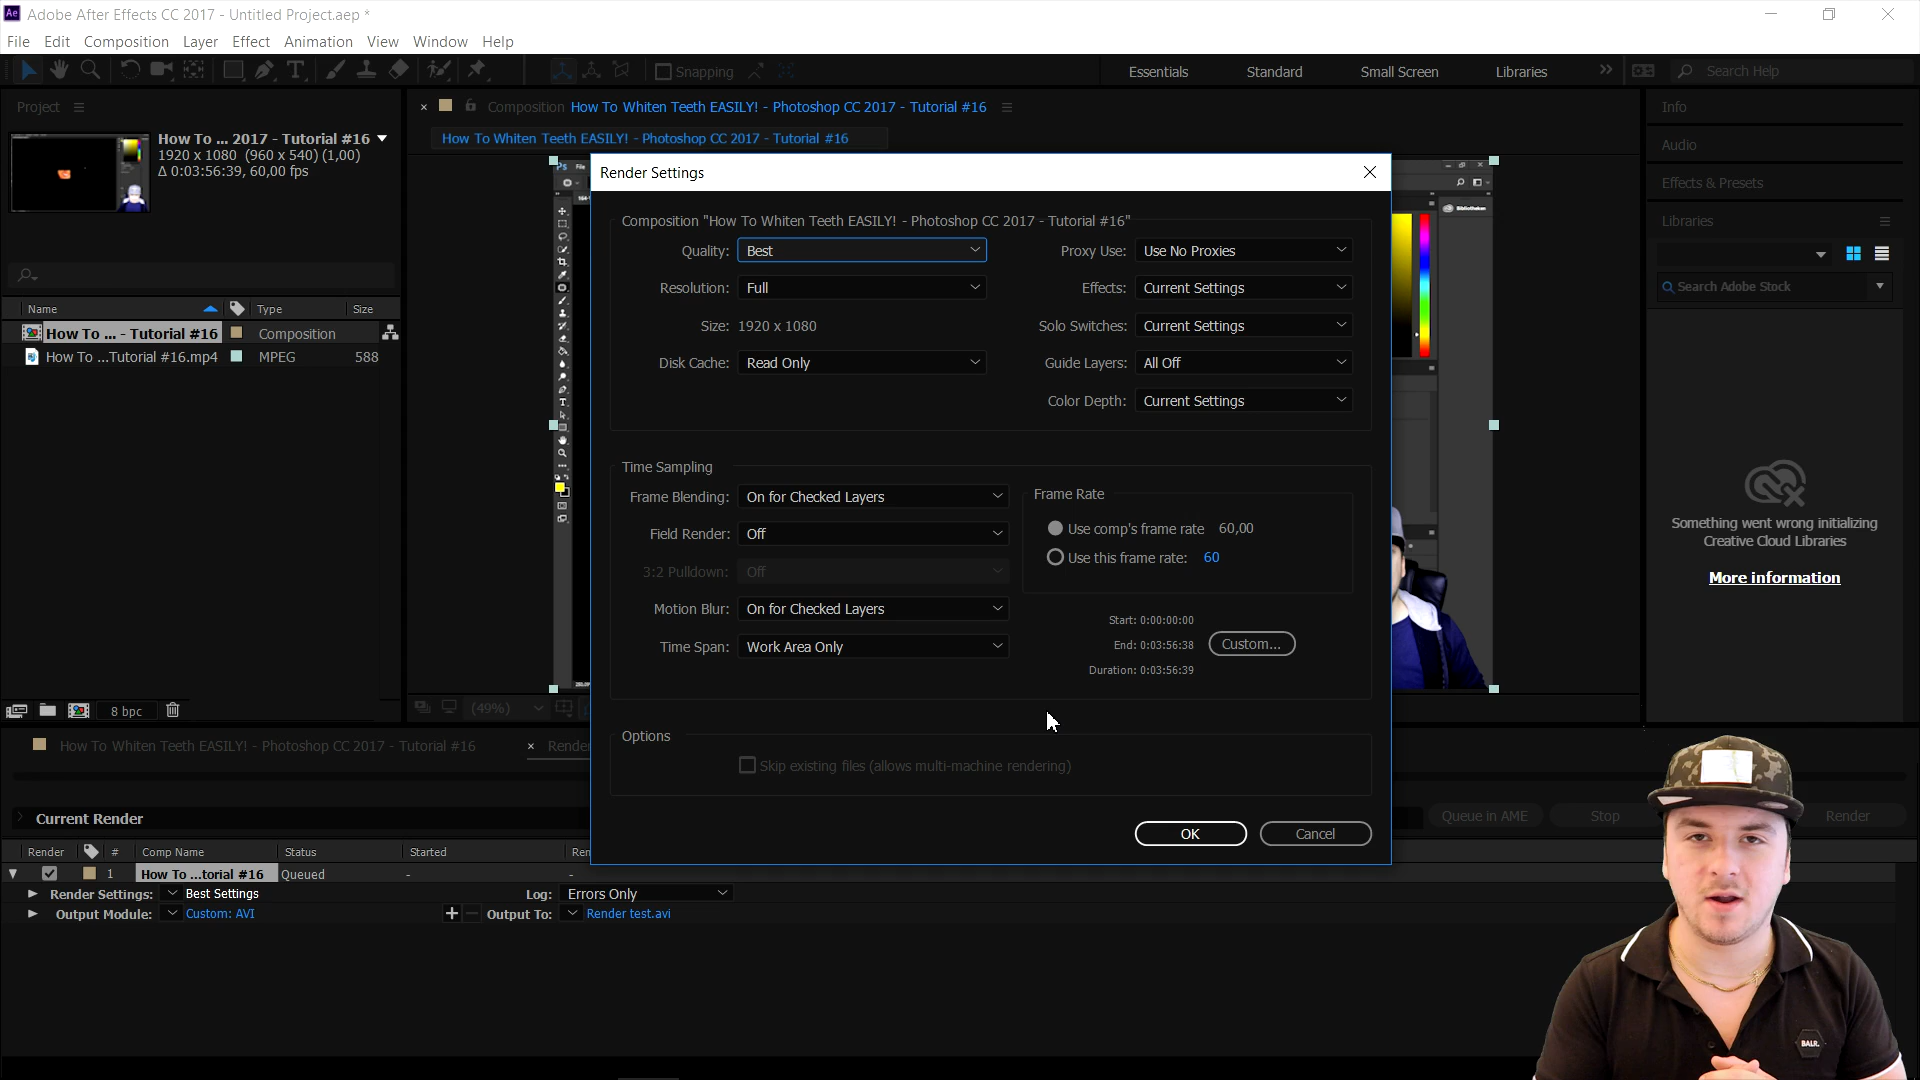 Adobe After Effects CC 2017 - Untitled Project.aep *
File Edit Composition Layer Effect Animation View Window Help
Snapping
Essentials Standard Small Screen Libraries
Search Help
Project
How To ... 2017 - Tutorial #16
1920 x 1080 (960 x 540) (1,00)
Δ 0:03:56:39, 60,00 fps
Composition How To Whiten Teeth EASILY! - Photoshop CC 2017 - Tutorial #16
How To Whiten Teeth EASILY! - Photoshop CC 2017 - Tutorial #16
Info
Audio
Effects & Presets
Libraries
Search Adobe Stock
Something went wrong initializing
Creative Cloud Libraries
More information
Name Type Size
How To ... - Tutorial #16 Composition
How To ...Tutorial #16.mp4 MPEG 588
8 bpc
(49%)
Render Settings
Composition "How To Whiten Teeth EASILY! - Photoshop CC 2017 - Tutorial #16"
Quality: Best
Proxy Use: Use No Proxies
Resolution: Full
Effects: Current Settings
Size: 1920 x 1080
Solo Switches: Current Settings
Disk Cache: Read Only
Guide Layers: All Off
Color Depth: Current Settings
Time Sampling
Frame Blending: On for Checked Layers
Field Render: Off
3:2 Pulldown: Off
Motion Blur: On for Checked Layers
Time Span: Work Area Only
Frame Rate
Use comp's frame rate 60,00
Use this frame rate: 60
Start: 0:00:00:00
End: 0:03:56:38
Custom...
Duration: 0:03:56:39
Options
Skip existing files (allows multi-machine rendering)
OK Cancel
How To Whiten Teeth EASILY! - Photoshop CC 2017 - Tutorial #16
Current Render
Queue in AME Stop Render
Render # Comp Name Status Started
1 How To ...torial #16 Queued - -
Render Settings: Best Settings Log: Errors Only
Output Module: Custom: AVI Output To: Render test.avi
BALR.